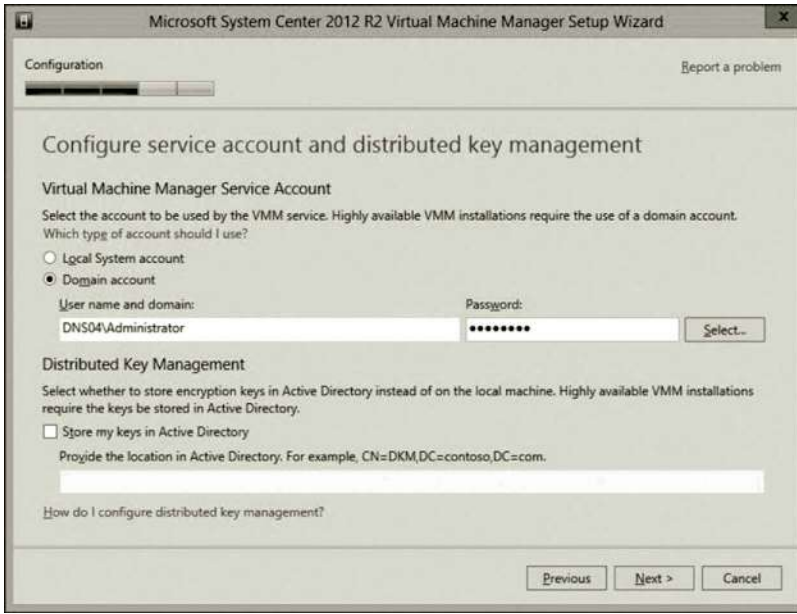 Microsoft System Center 2012 R2 Virtual Machine Manager Setup Wizard
x
Configuration
Report a problem
Configure service account and distributed key management
Virtual Machine Manager Service Account
Select the account to be used by the VMM service. Highly available VMM installations require the use of a domain account.
Which type of account should I use?
Local System account
Domain account
User name and domain:
Password:
DNS04\Administrator
••••••••
Select...
Distributed Key Management
Select whether to store encryption keys in Active Directory instead of on the local machine. Highly available VMM installations
require the keys be stored in Active Directory.
Store my keys in Active Directory
Provide the location in Active Directory. For example, CN=DKM,DC=contoso,DC=com.
How do I configure distributed key management?
Previous
Next >
Cancel